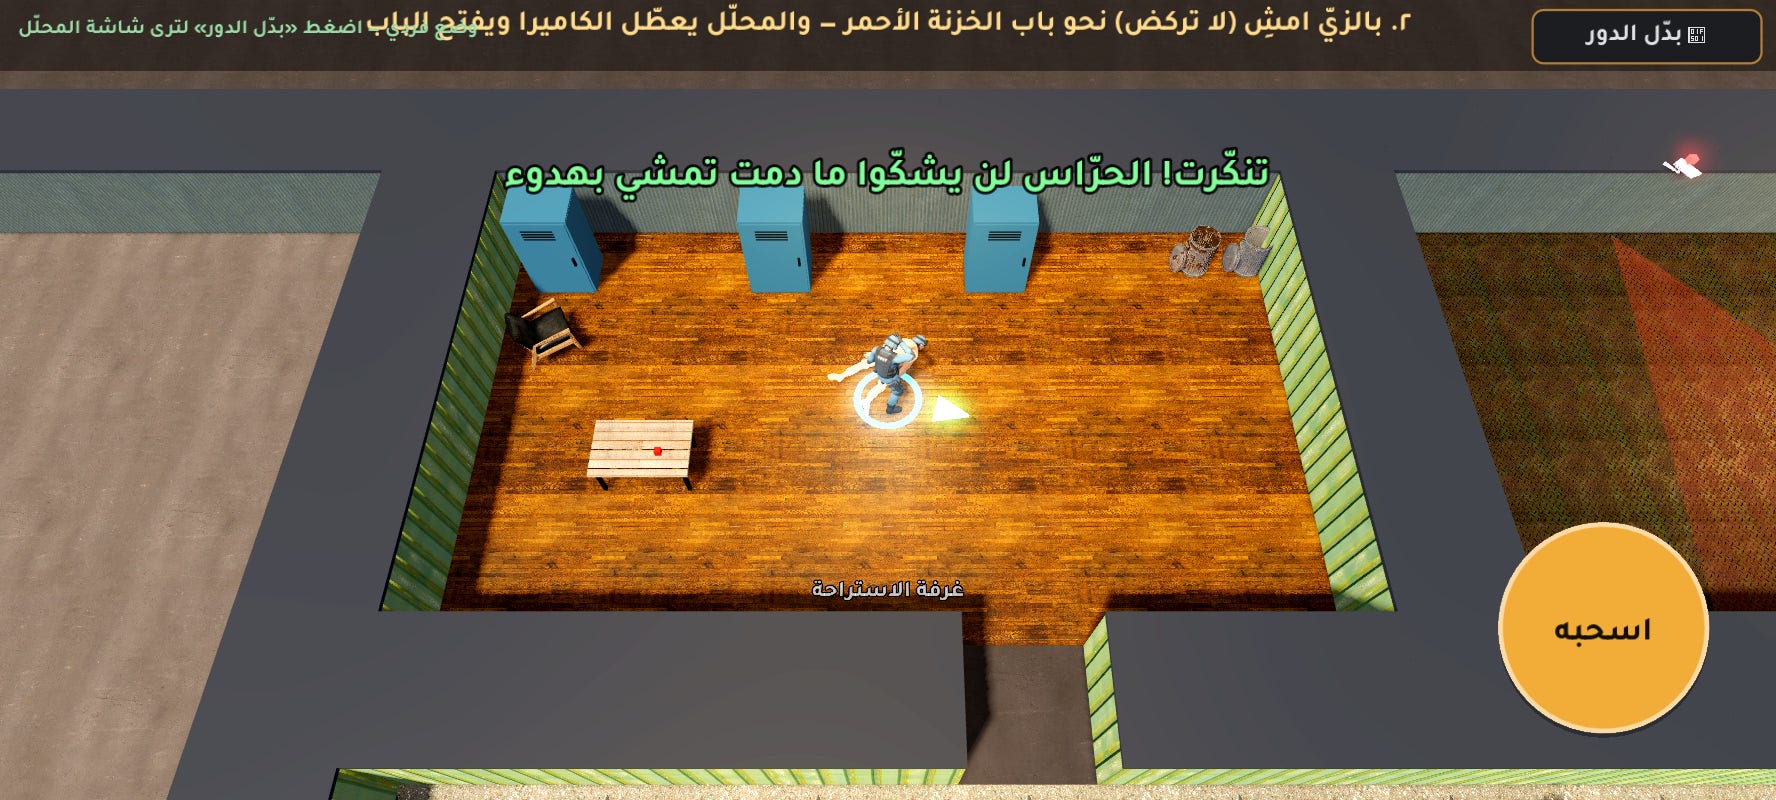 بدّل الدور
٢. بالزيّ امشِ (لا تركض) نحو باب الخزنة الأحمر – والمحلّل يعطّل الكاميرا ويفتح الباب
اضغط «بدّل الدور» لترى شاشة المحلّل
تنكّرت! الحرّاس لن يشكّوا ما دمت تمشي بهدوء
غرفة الاستراحة
اسحبه